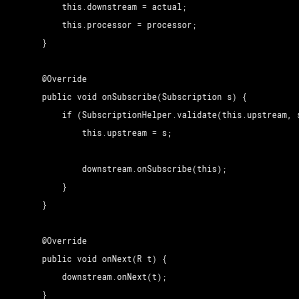 this.downstream = actual;
this.processor = processor;
}
@Override
public void onSubscribe(Subscription s) {
if (SubscriptionHelper.validate(this.upstream, s
this.upstream = s;
downstream.onSubscribe(this);
}
}
@Override
public void onNext(R t) {
downstream.onNext(t);
}